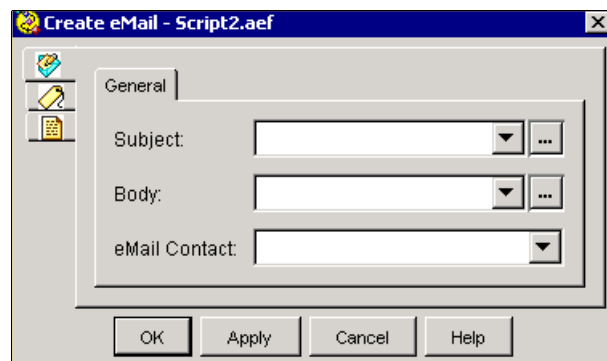 Create eMail - Script2.aef
General
Subject:
...
Body:
...
eMail Contact:
OK Apply Cancel Help